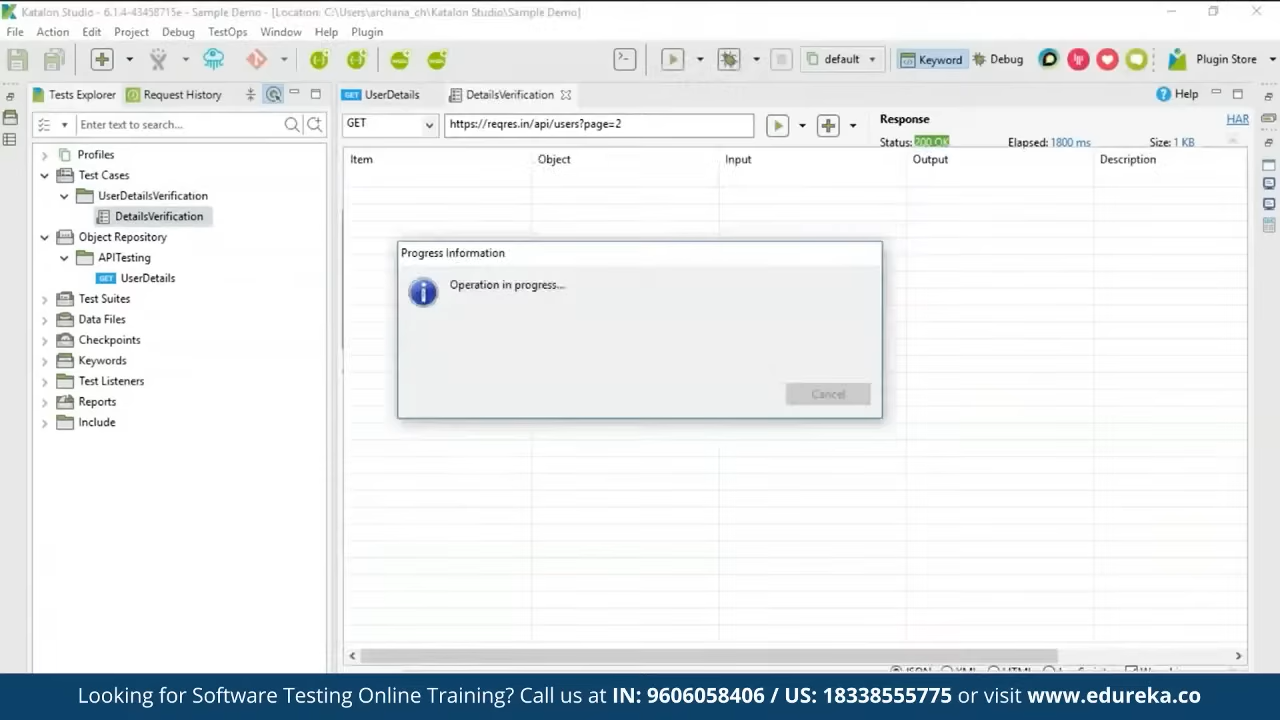 Katalon Studio - 6.1.4-43458715e - Sample Demo - [Location: C:\Users\archana_ch\Katalon Studio\Sample Demo]
File Action Edit Project Debug TestOps Window Help Plugin
default Keyword Debug Plugin Store
Tests Explorer Request History
Enter text to search...
Profiles
Test Cases
UserDetailsVerification
DetailsVerification
Object Repository
APITesting
GET UserDetails
Test Suites
Data Files
Checkpoints
Keywords
Test Listeners
Reports
Include
GET UserDetails DetailsVerification Help
GET https://reqres.in/api/users?page=2 Response HAR
Status: 200 OK Elapsed: 1800 ms Size: 1 KB
Item Object Input Output Description
Progress Information
Operation in progress...
Cancel
Looking for Software Testing Online Training? Call us at IN: 9606058406 / US: 18338555775 or visit www.edureka.co